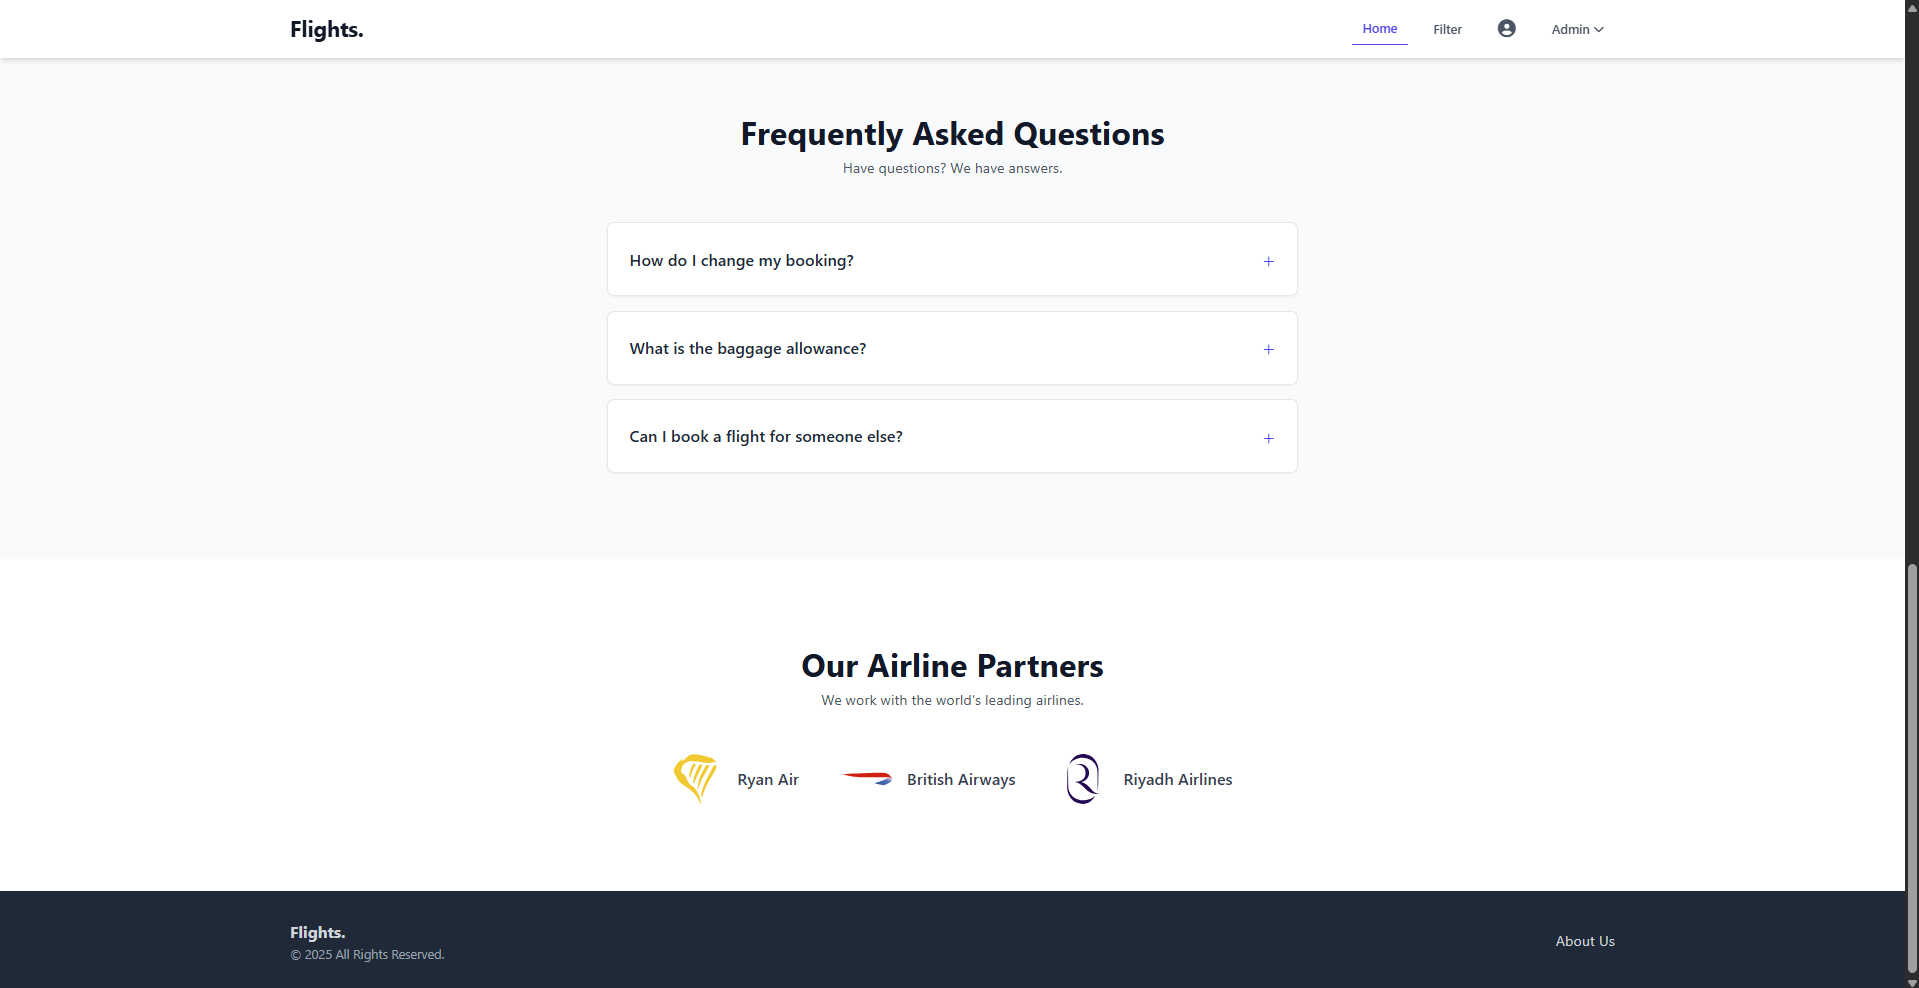 Flights.
Home
Filter
Admin
Frequently Asked Questions
Have questions? We have answers.
How do I change my booking?
+
What is the baggage allowance?
+
Can I book a flight for someone else?
+
Our Airline Partners
We work with the world's leading airlines.
Ryan Air
British Airways
Riyadh Airlines
Flights.
© 2025 All Rights Reserved.
About Us